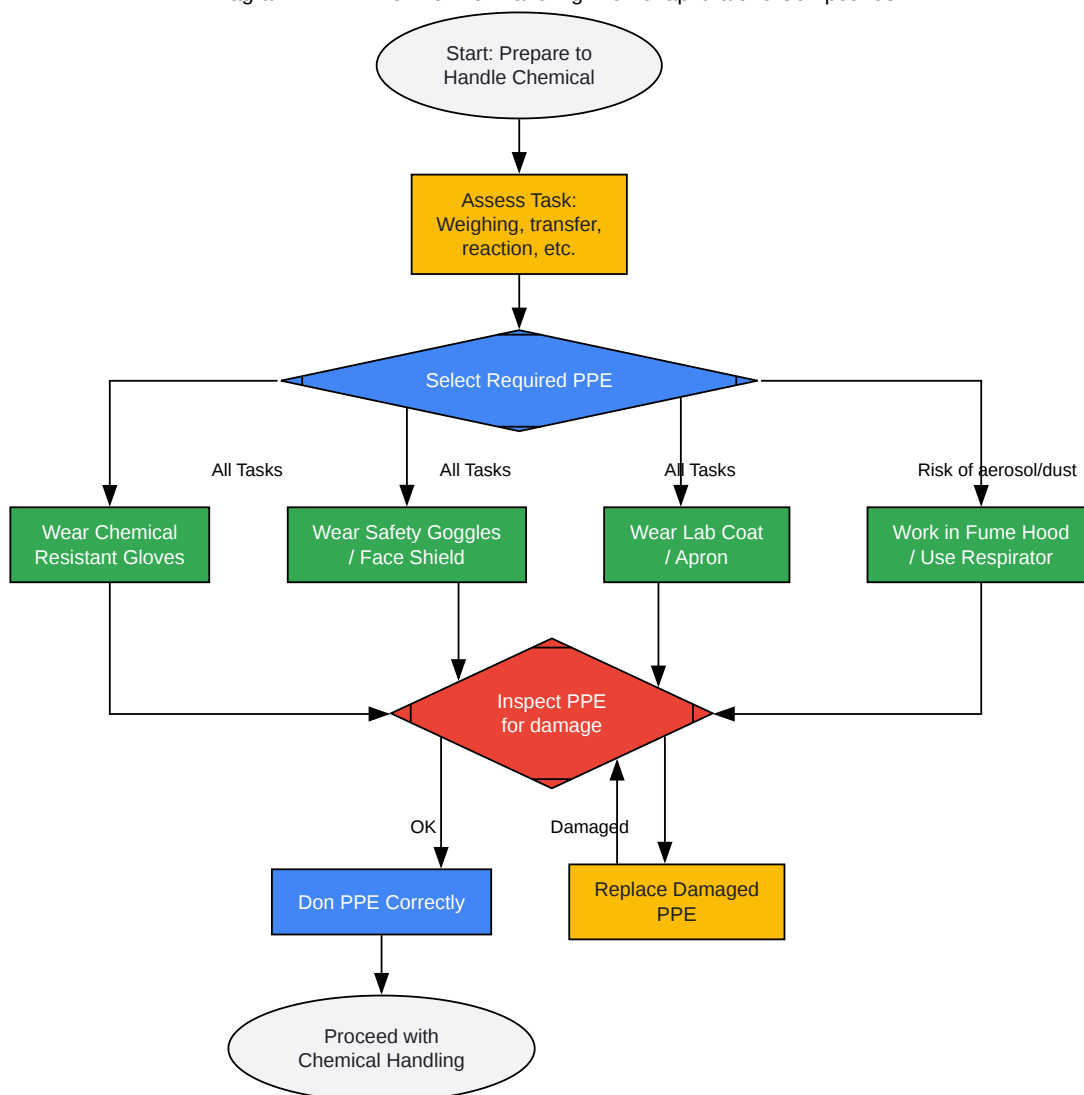 Start: Prepare to
Handle Chemical
Assess Task:
Weighing, transfer,
reaction, etc.
Select Required PPE
All Tasks
All Tasks
All Tasks
Risk of aerosol/dust
Wear Chemical
Resistant Gloves
Wear Safety Goggles
/ Face Shield
Wear Lab Coat
/ Apron
Work in Fume Hood
/ Use Respirator
Inspect PPE
for damage
OK
Damaged
Don PPE Correctly
Replace Damaged
PPE
Proceed with
Chemical Handling